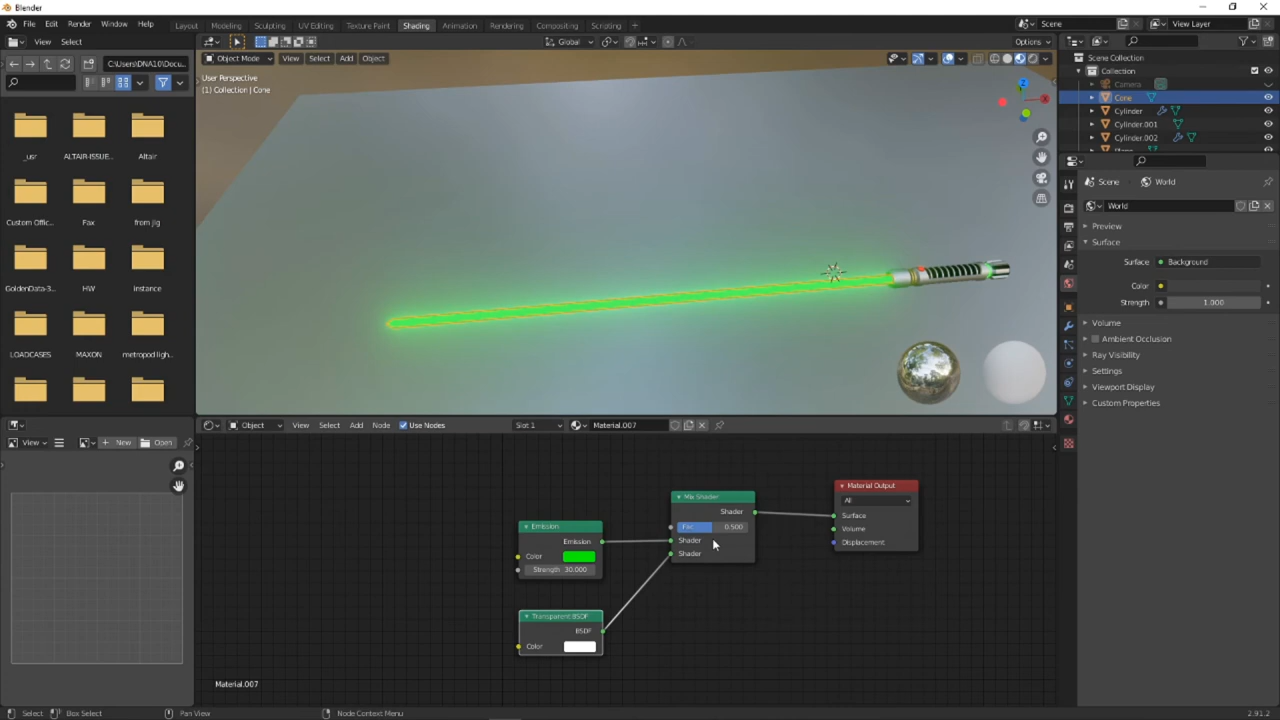 Blender
File Edit Render Window Help Layout Modeling Sculpting UV Editing Texture Paint Shading Animation Rendering Compositing Scripting + Scene View Layer
View Select Global Options
C:\Users\DNA10\Docu... Object Mode View Select Add Object
User Perspective
(1) Collection | Cone
Scene Collection
Collection
Camera
Cone
Cylinder
Cylinder.001
Cylinder.002
_usr ALTAIR-ISSUE... Altair
Custom Offic... Fax from jig
GoldenData-3... HW instance
LOADCASES MAXON metropod ligh...
Scene World
World
Preview
Surface
Surface Background
Color
Strength 1.000
Volume
Ambient Occlusion
Ray Visibility
Settings
Viewport Display
Custom Properties
Object View Select Add Node Use Nodes Slot 1 Material.007
View New Open
Emission
Emission
Color
Strength 30.000
Transparent BSDF
BSDF
Color
Mix Shader
Shader
Fac 0.500
Shader
Shader
Material Output
All
Surface
Volume
Displacement
Material.007
Select Box Select Pan View Node Context Menu 2.91.2